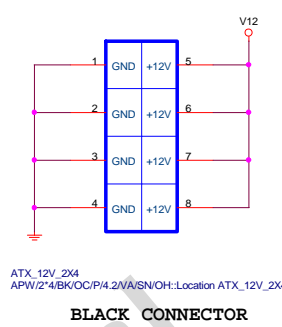 V12
1 GND +12V 5
2 GND +12V 6
3 GND +12V 7
4 GND +12V 8
ATX_12V_2X4
APW/2*4/BK/OC/P/4.2/VA/SN/OH::Location ATX_12V_2X4
BLACK CONNECTOR